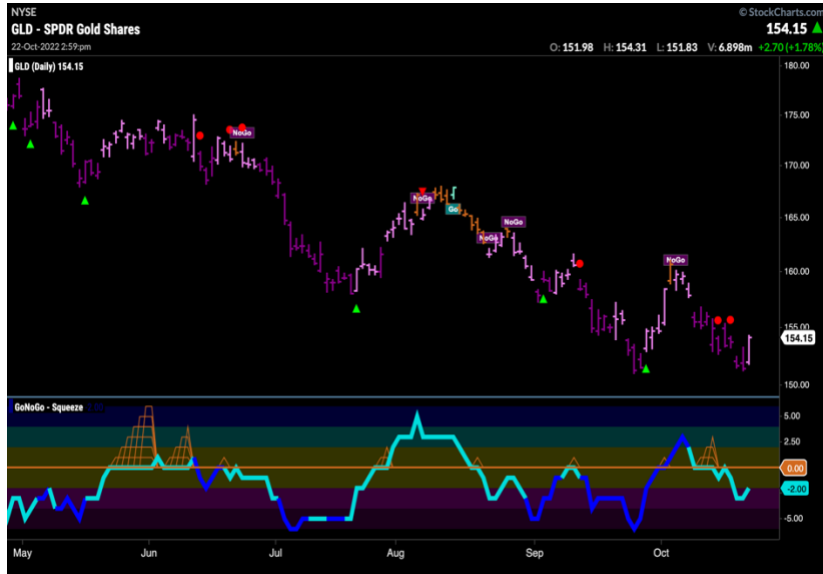 NYSE
© StockCharts.com
GLD - SPDR Gold Shares
154.15
22-Oct-2022 2:59:pm
O: 151.98 H: 154.31 L: 151.83 V: 6.898m +2.70 (+1.78%)
GLD (Daily) 154.15
180.00
175.00
NoGo
170.00
NoGo
Go
165.00
NoGo
NoGo
NoGo
160.00
155.00
154.15
150.00
GoNoGo - Squeeze
5.00
2.50
0.00
-2.00
-5.00
May Jun Jul Aug Sep Oct